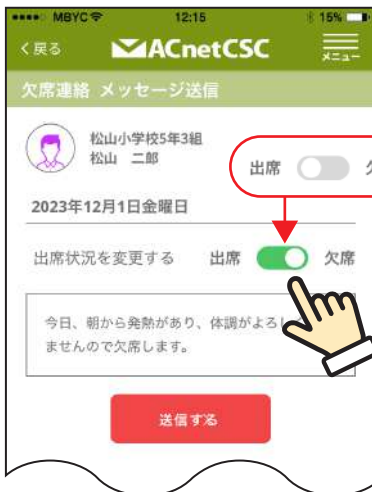 MBYC 12:15 15%
く戻る ACnetCSC メニュー
欠席連絡 メッセージ送信
松山小学校5年3組
松山 二郎
出席
2023年12月1日金曜日
出席状況を変更する 出席 欠席
今日、朝から発熱があり、体調がよろし
ませんので欠席します。
送信する